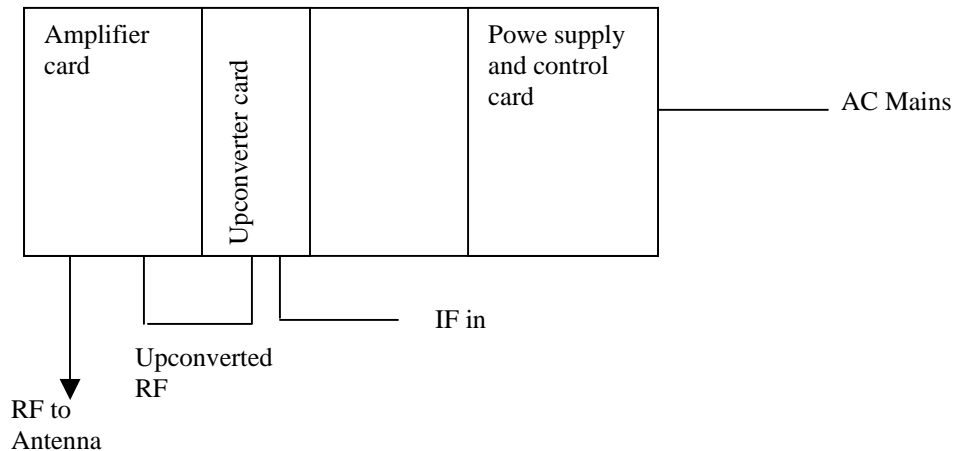 Amplifier
card
Upconverter card
Powe supply
and control
card
AC Mains
IF in
Upconverted
RF
RF to
Antenna